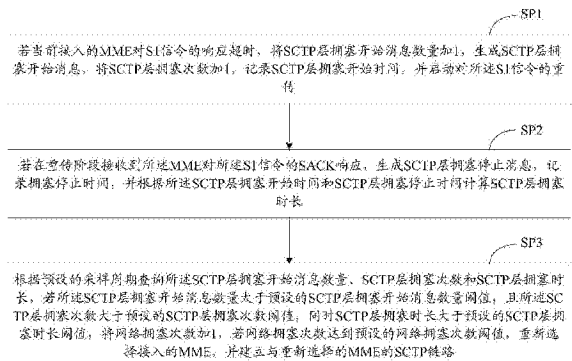 SP1
若当前接入的MME对S1信令的响应超时，将SCTP层拥塞开始消息数量加1，生成SCTP层拥
塞开始消息，将SCTP层拥塞次数加1，记录SCTP层拥塞开始时间，并启动对所述S1信令的重
传
SP2
若在重传阶段接收到所述MME对所述S1信令的SACK响应，生成SCTP层拥塞停止消息，记
录拥塞停止时间，并根据所述SCTP层拥塞开始时间和SCTP层拥塞停止时间计算SCTP层拥塞
时长
SP3
根据预设的采样周期查询所述SCTP层拥塞开始消息数量、SCTP层拥塞次数和SCTP层拥塞时
长，若所述SCTP层拥塞开始消息数量大于预设的SCTP层拥塞开始消息数量阈值，且所述SC
TP层拥塞次数大于预设的SCTP层拥塞次数阈值，同时SCTP层拥塞时长大于预设的SCTP层拥
塞时长阈值，将网络拥塞次数加1，若网络拥塞次数达到预设的网络拥塞次数阈值，重新选
择接入的MME，并建立与重新选择的MME的SCTP链路